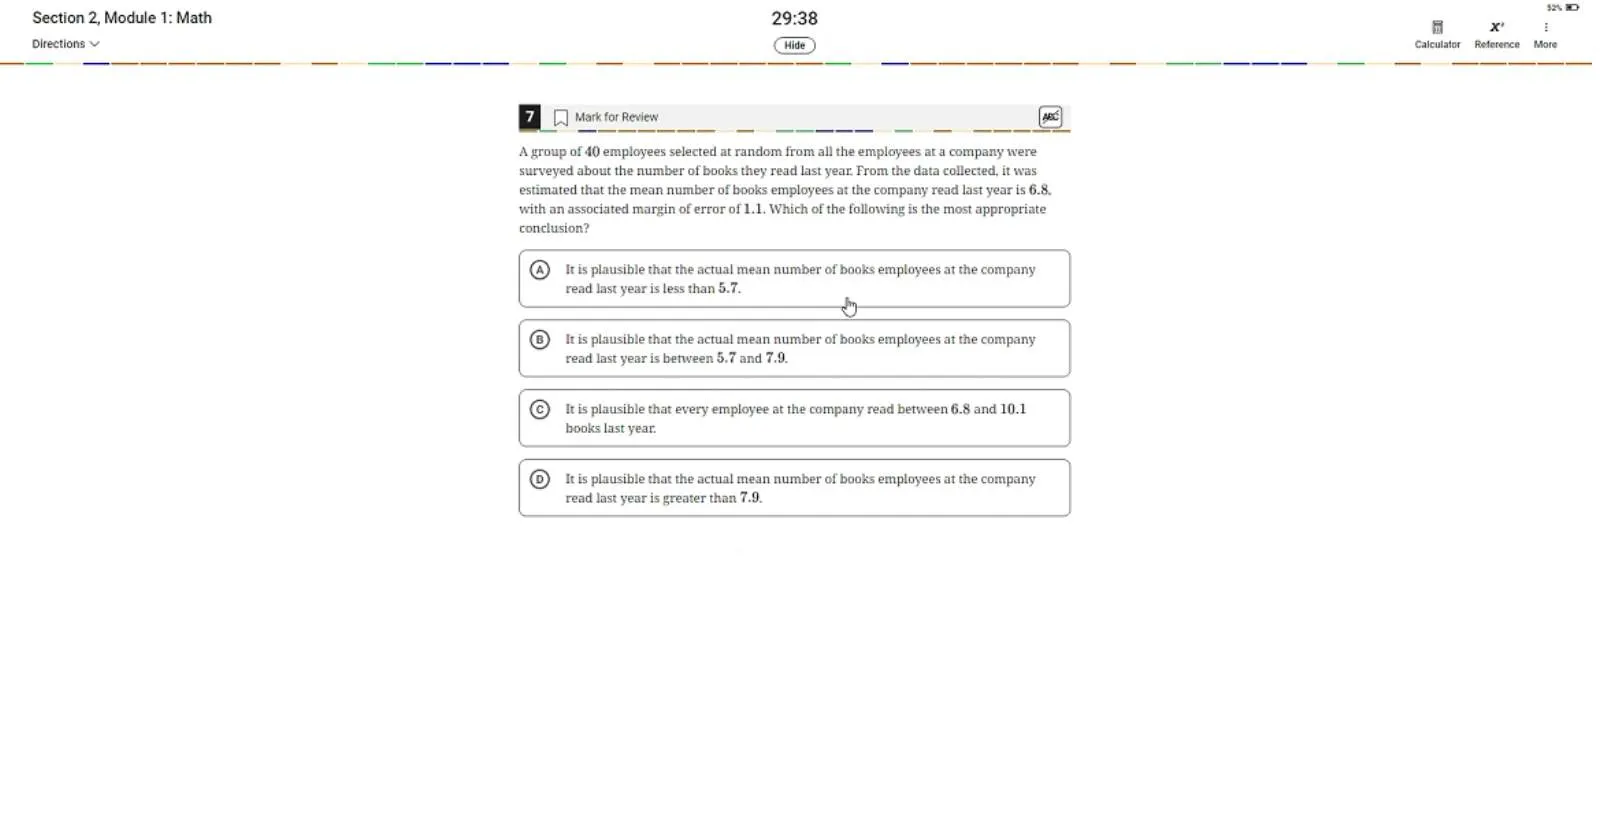 Section 2, Module 1: Math
29:38
52%
Directions
Hide
Calculator
Reference
More
7
Mark for Review
ABC
A group of 40 employees selected at random from all the employees at a company were
surveyed about the number of books they read last year. From the data collected, it was
estimated that the mean number of books employees at the company read last year is 6.8,
with an associated margin of error of 1.1. Which of the following is the most appropriate
conclusion?
A It is plausible that the actual mean number of books employees at the company
read last year is less than 5.7.
B It is plausible that the actual mean number of books employees at the company
read last year is between 5.7 and 7.9.
C It is plausible that every employee at the company read between 6.8 and 10.1
books last year.
D It is plausible that the actual mean number of books employees at the company
read last year is greater than 7.9.